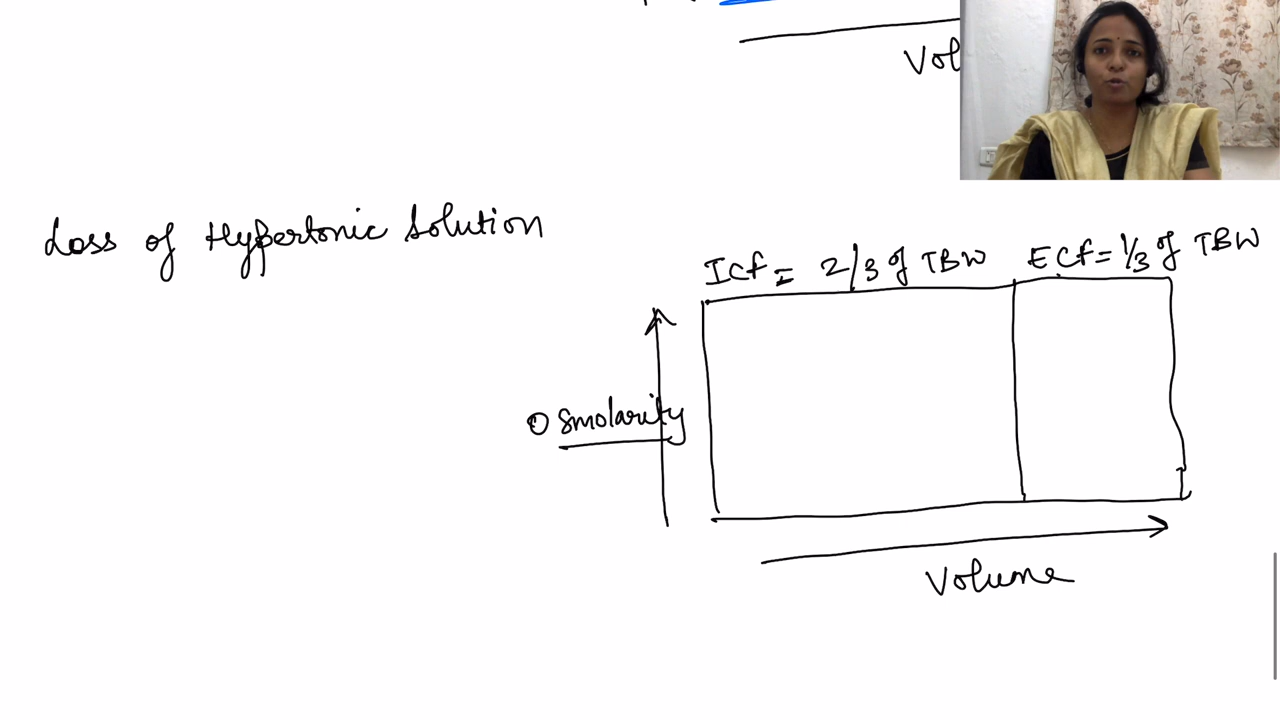 Vol
Loss of Hypertonic Solution
ICf = 2/3 of TBW
ECf = 1/3 of TBW
Osmolarity
Volume